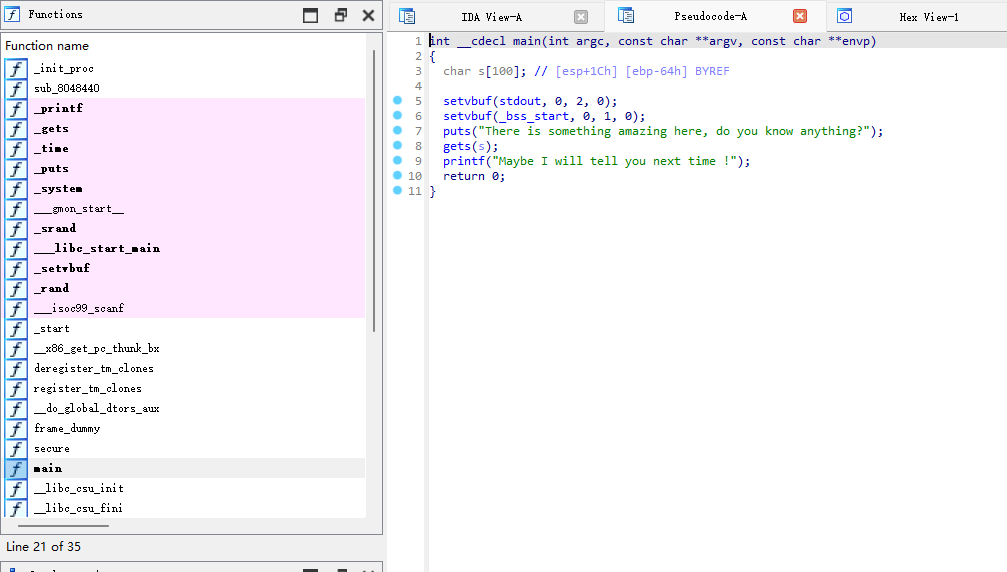 Functions
Function name
_init_proc
sub_8048440
_printf
_gets
_time
_puts
_system
___gmon_start__
_srand
___libc_start_main
_setvbuf
_rand
___isoc99_scanf
_start
__x86_get_pc_thunk_bx
deregister_tm_clones
register_tm_clones
__do_global_dtors_aux
frame_dummy
secure
main
__libc_csu_init
__libc_csu_fini
Line 21 of 35
IDA View-A
Pseudocode-A
Hex View-1
1 int __cdecl main(int argc, const char **argv, const char **envp)
2 {
3 char s[100]; // [esp+1Ch] [ebp-64h] BYREF
4
5 setvbuf(stdout, 0, 2, 0);
6 setvbuf(_bss_start, 0, 1, 0);
7 puts("There is something amazing here, do you know anything?");
8 gets(s);
9 printf("Maybe I will tell you next time !");
10 return 0;
11 }